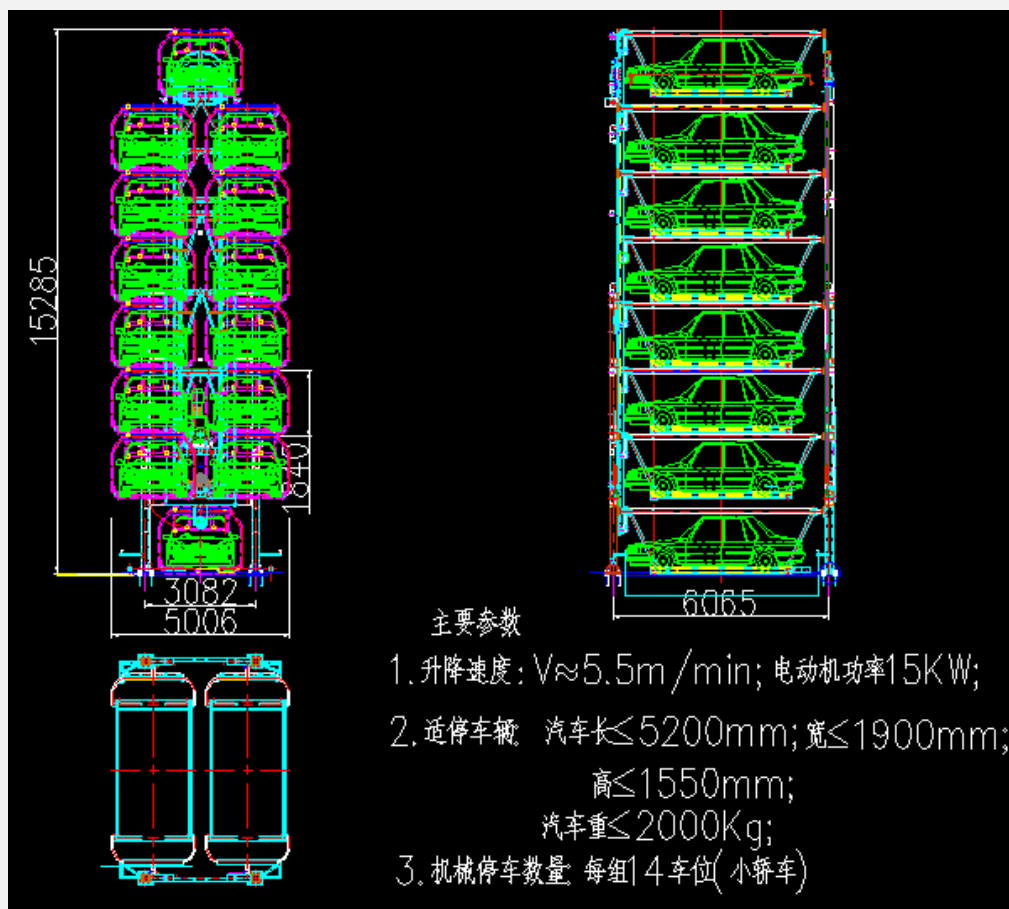 15285
1840
3082
5006
6065
主要参数
1.升降速度:V≈5.5m/min;电动机功率15KW;
2.适停车辆: 汽车长≤5200mm;宽≤1900mm;
高≤1550mm;
汽车重≤2000Kg;
3.机械停车数量:每组14车位(小轿车)